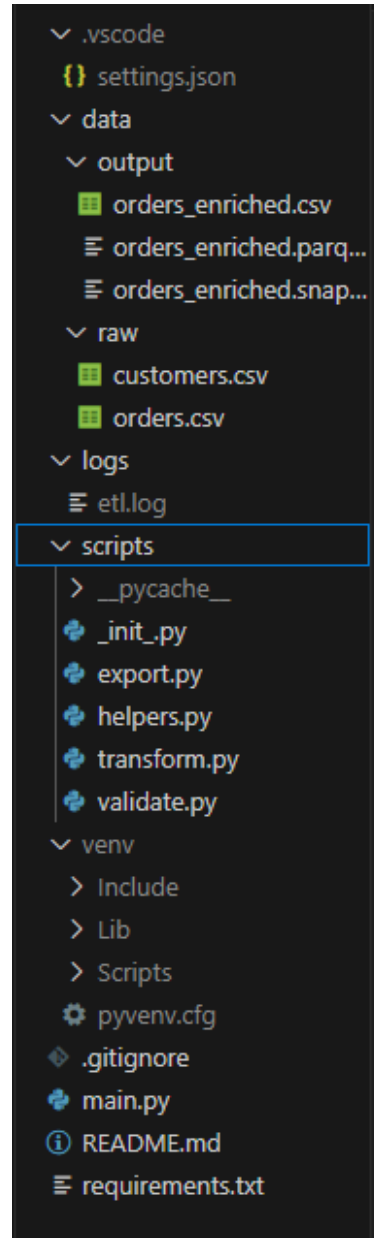 .vscode
{} settings.json
data
output
orders_enriched.csv
orders_enriched.parq...
orders_enriched.snap...
raw
customers.csv
orders.csv
logs
etl.log
scripts
__pycache__
_init_.py
export.py
helpers.py
transform.py
validate.py
venv
Include
Lib
Scripts
pyvenv.cfg
.gitignore
main.py
README.md
requirements.txt